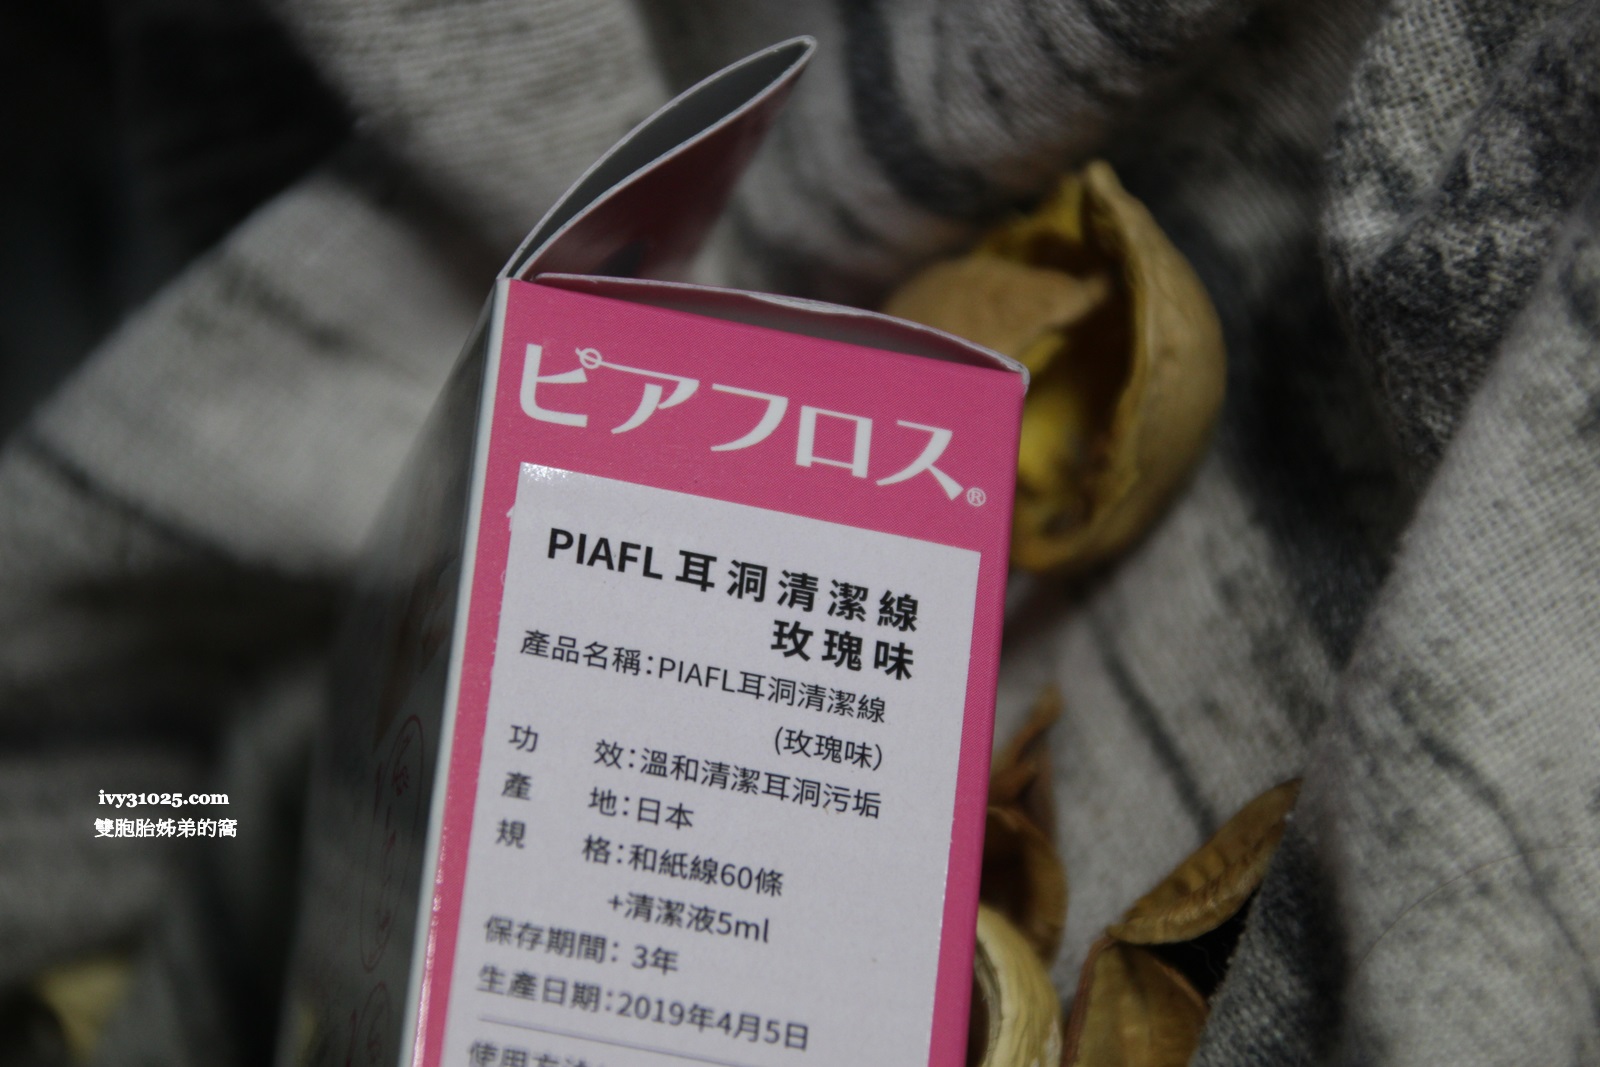 ピアフロス®
PIAFL 耳洞清潔線
玫瑰味
產品名稱：PIAFL耳洞清潔線
(玫瑰味)
功 效：溫和清潔耳洞污垢
產 地：日本
規 格：和紙線60條
+清潔液5ml
保存期間：3年
生產日期：2019年4月5日
使用方法
ivy31025.com
雙胞胎姊弟的窩